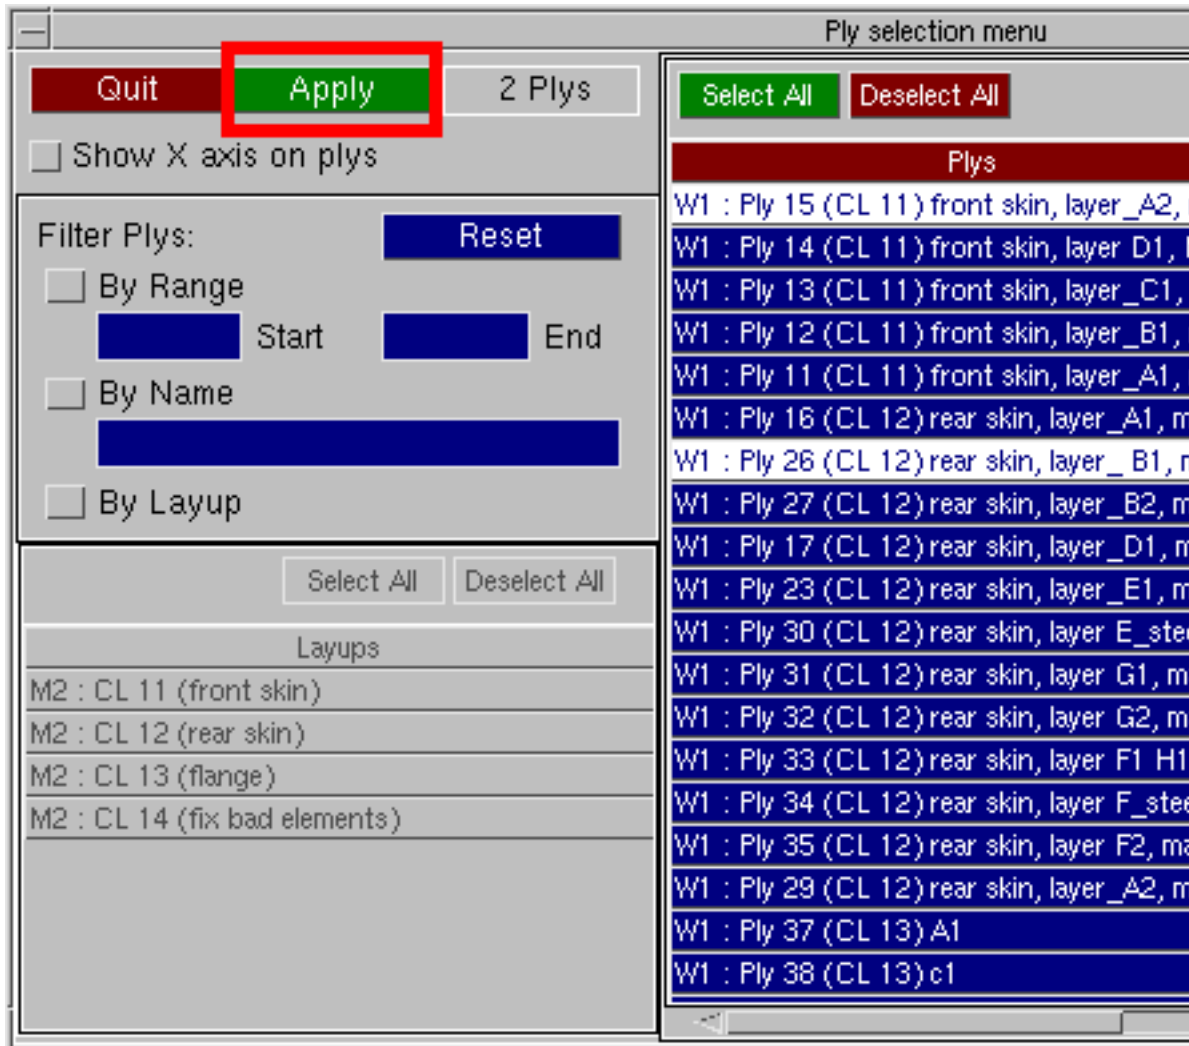 Ply selection menu
Quit
Apply
2 Plys
Show X axis on plys
Filter Plys:
Reset
By Range
Start
End
By Name
By Layup
Select All
Deselect All
Layups
M2 : CL 11 (front skin)
M2 : CL 12 (rear skin)
M2 : CL 13 (flange)
M2 : CL 14 (fix bad elements)
Select All
Deselect All
Plys
W1 : Ply 15 (CL 11) front skin, layer_A2,
W1 : Ply 14 (CL 11) front skin, layer D1,
W1 : Ply 13 (CL 11) front skin, layer_C1,
W1 : Ply 12 (CL 11) front skin, layer_B1,
W1 : Ply 11 (CL 11) front skin, layer_A1,
W1 : Ply 16 (CL 12) rear skin, layer_A1, m
W1 : Ply 26 (CL 12) rear skin, layer_ B1, m
W1 : Ply 27 (CL 12) rear skin, layer_B2, m
W1 : Ply 17 (CL 12) rear skin, layer_D1, m
W1 : Ply 23 (CL 12) rear skin, layer_E1, m
W1 : Ply 30 (CL 12) rear skin, layer E_stee
W1 : Ply 31 (CL 12) rear skin, layer G1, m
W1 : Ply 32 (CL 12) rear skin, layer G2, m
W1 : Ply 33 (CL 12) rear skin, layer F1 H1
W1 : Ply 34 (CL 12) rear skin, layer F_stee
W1 : Ply 35 (CL 12) rear skin, layer F2, ma
W1 : Ply 29 (CL 12) rear skin, layer_A2, m
W1 : Ply 37 (CL 13) A1
W1 : Ply 38 (CL 13) c1